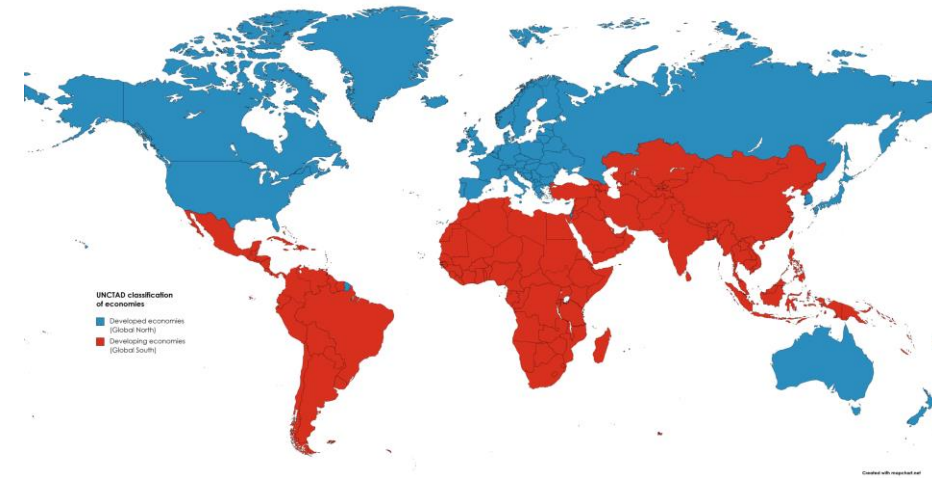 UNCTAD classification
of economies
Developed economies
(Global North)
Developing economies
(Global South)
Created with mapchart.net